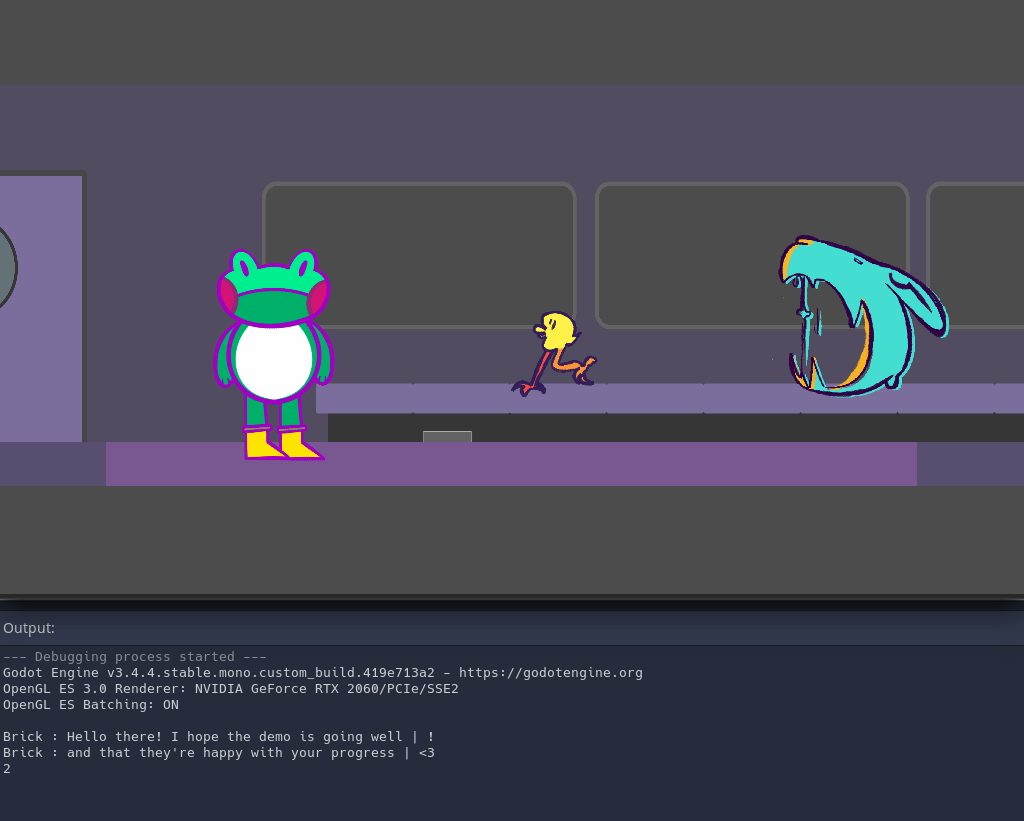 Output:
--- Debugging process started ---
Godot Engine v3.4.4.stable.mono.custom_build.419e713a2 - https://godotengine.org
OpenGL ES 3.0 Renderer: NVIDIA GeForce RTX 2060/PCIe/SSE2
OpenGL ES Batching: ON
Brick : Hello there! I hope the demo is going well | !
Brick : and that they're happy with your progress | <3
2